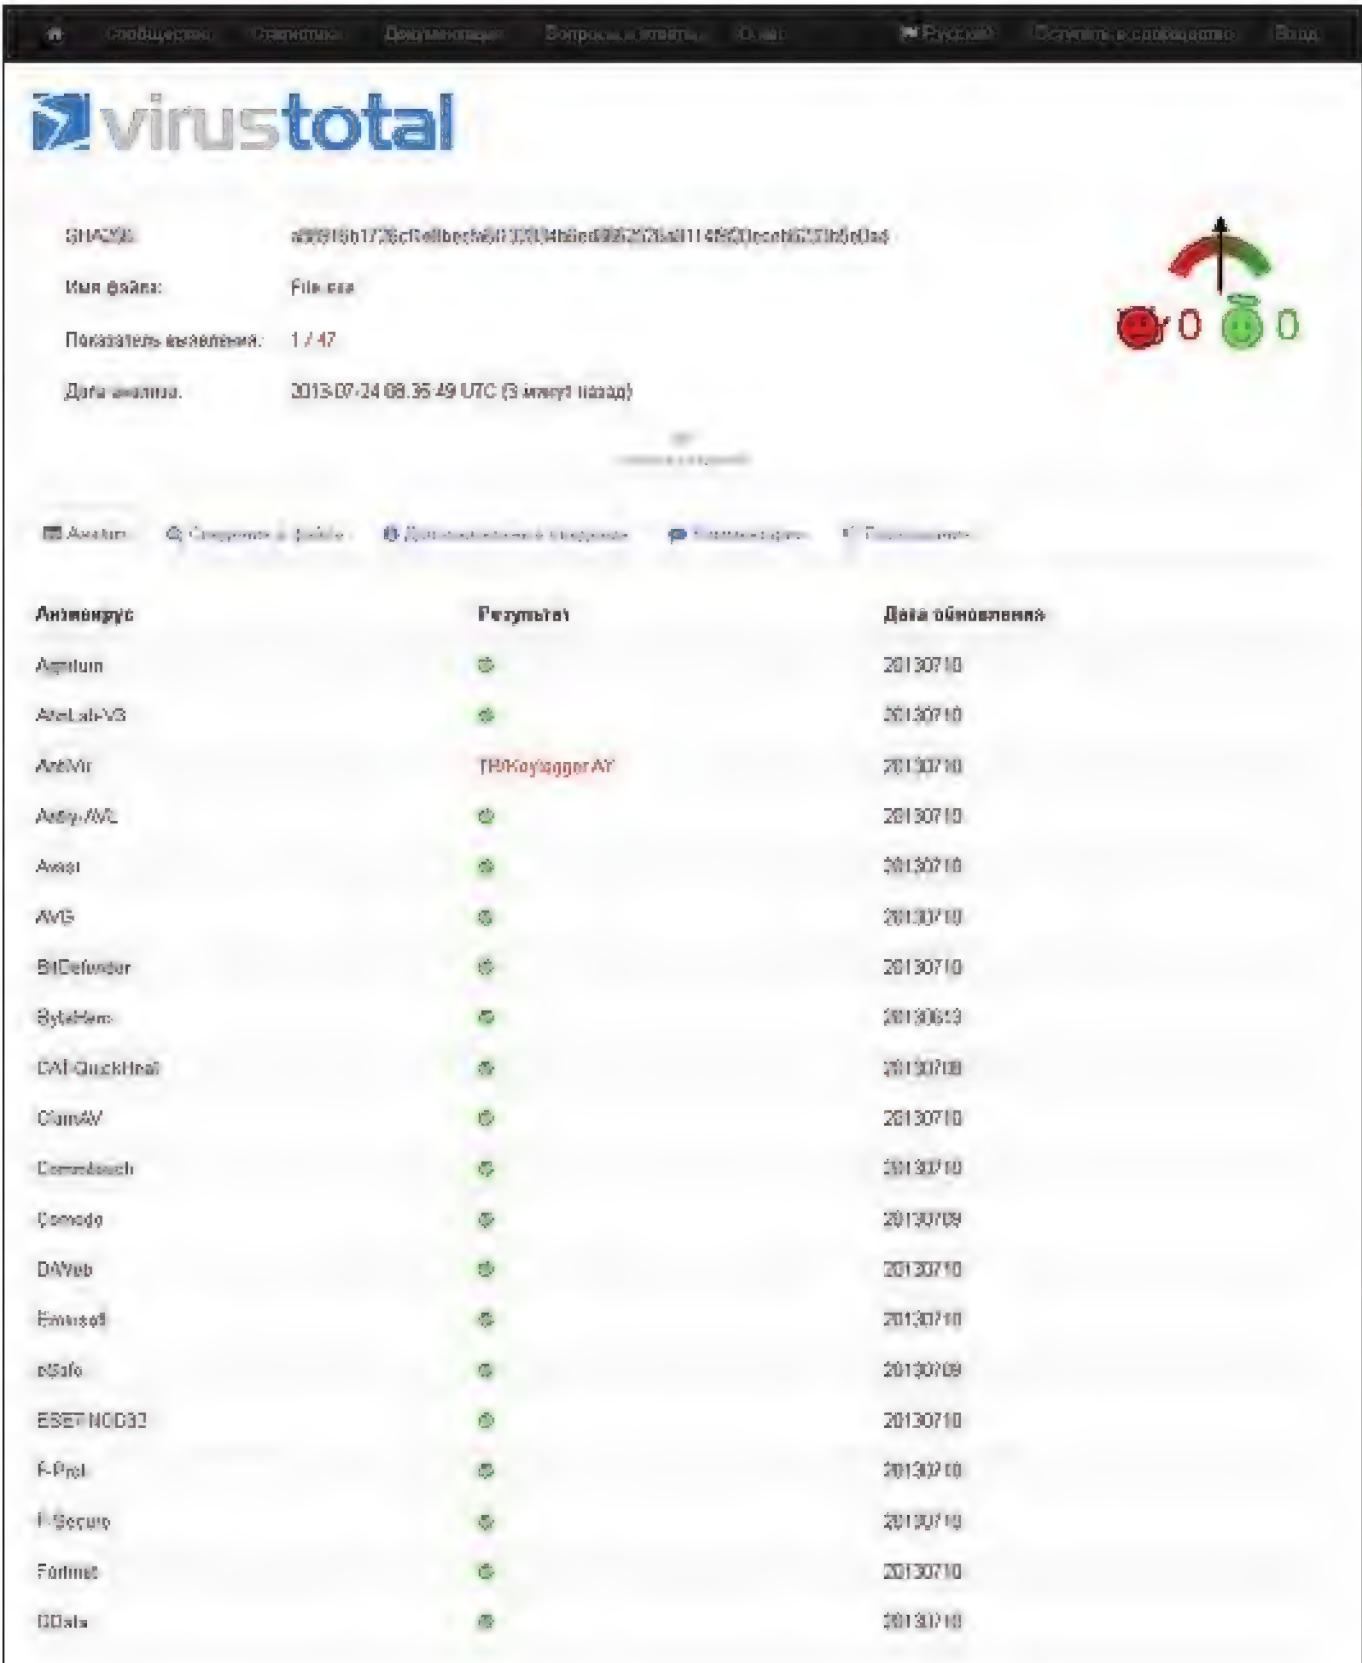 Сообщество Статистика Документация Вопросы и ответы О нас Русский Вступить в сообщество Вход
virustotal
SHA256:
Имя файла: File.exe
Показатель выявления: 1 / 47
Дата анализа: 2013-07-24 08:35:49 UTC (3 минут назад)
0 0
Анализ Сведения о файле Дополнительные сведения Комментарии
Антивирус Результат Дата обновления
Agnitum 20130710
AhnLab-V3 20130710
AntiVir TR/Keylogger.AY 20130710
Antiy-AVL 20130710
Avast 20130710
AVG 20130710
BitDefender 20130710
ByteHero 20130613
CAT-QuickHeal 20130709
ClamAV 20130710
Commtouch 20130710
Comodo 20130709
DrWeb 20130710
Emsisoft 20130710
eSafe 20130709
ESET-NOD32 20130710
F-Prot 20130710
F-Secure 20130710
Fortinet 20130710
GData 20130710